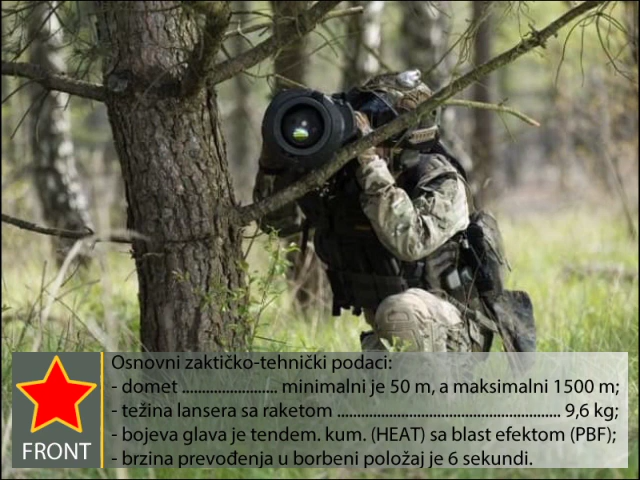 Osnovni zaktičko-tehnički podaci:
- domet ........................ minimalni je 50 m, a maksimalni 1500 m;
- težina lansera sa raketom ........................................................ 9,6 kg;
- bojeva glava je tendem. kum. (HEAT) sa blast efektom (PBF);
- brzina prevođenja u borbeni položaj je 6 sekundi.
FRONT